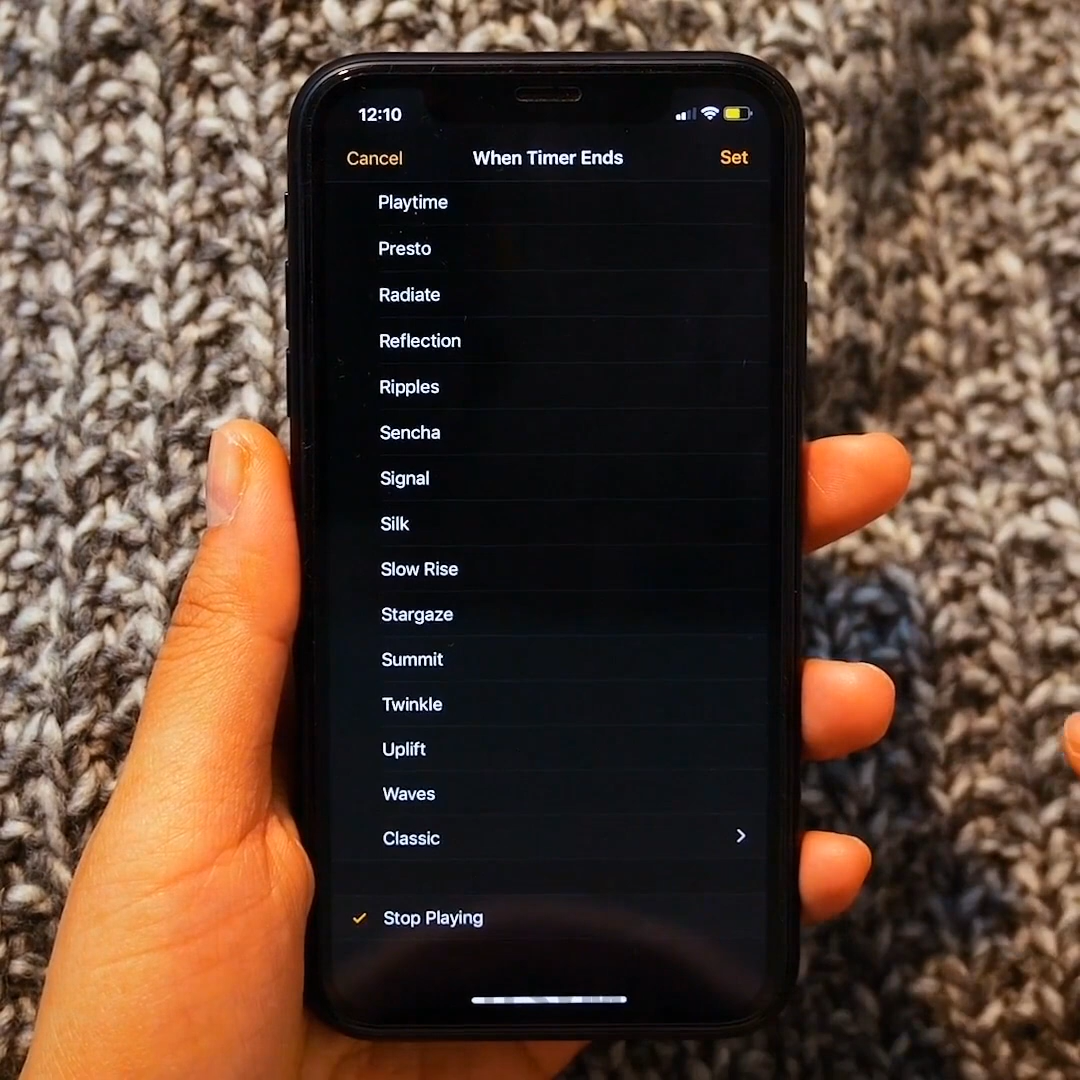 12:10
Cancel When Timer Ends Set
Playtime
Presto
Radiate
Reflection
Ripples
Sencha
Signal
Silk
Slow Rise
Stargaze
Summit
Twinkle
Uplift
Waves
Classic
Stop Playing